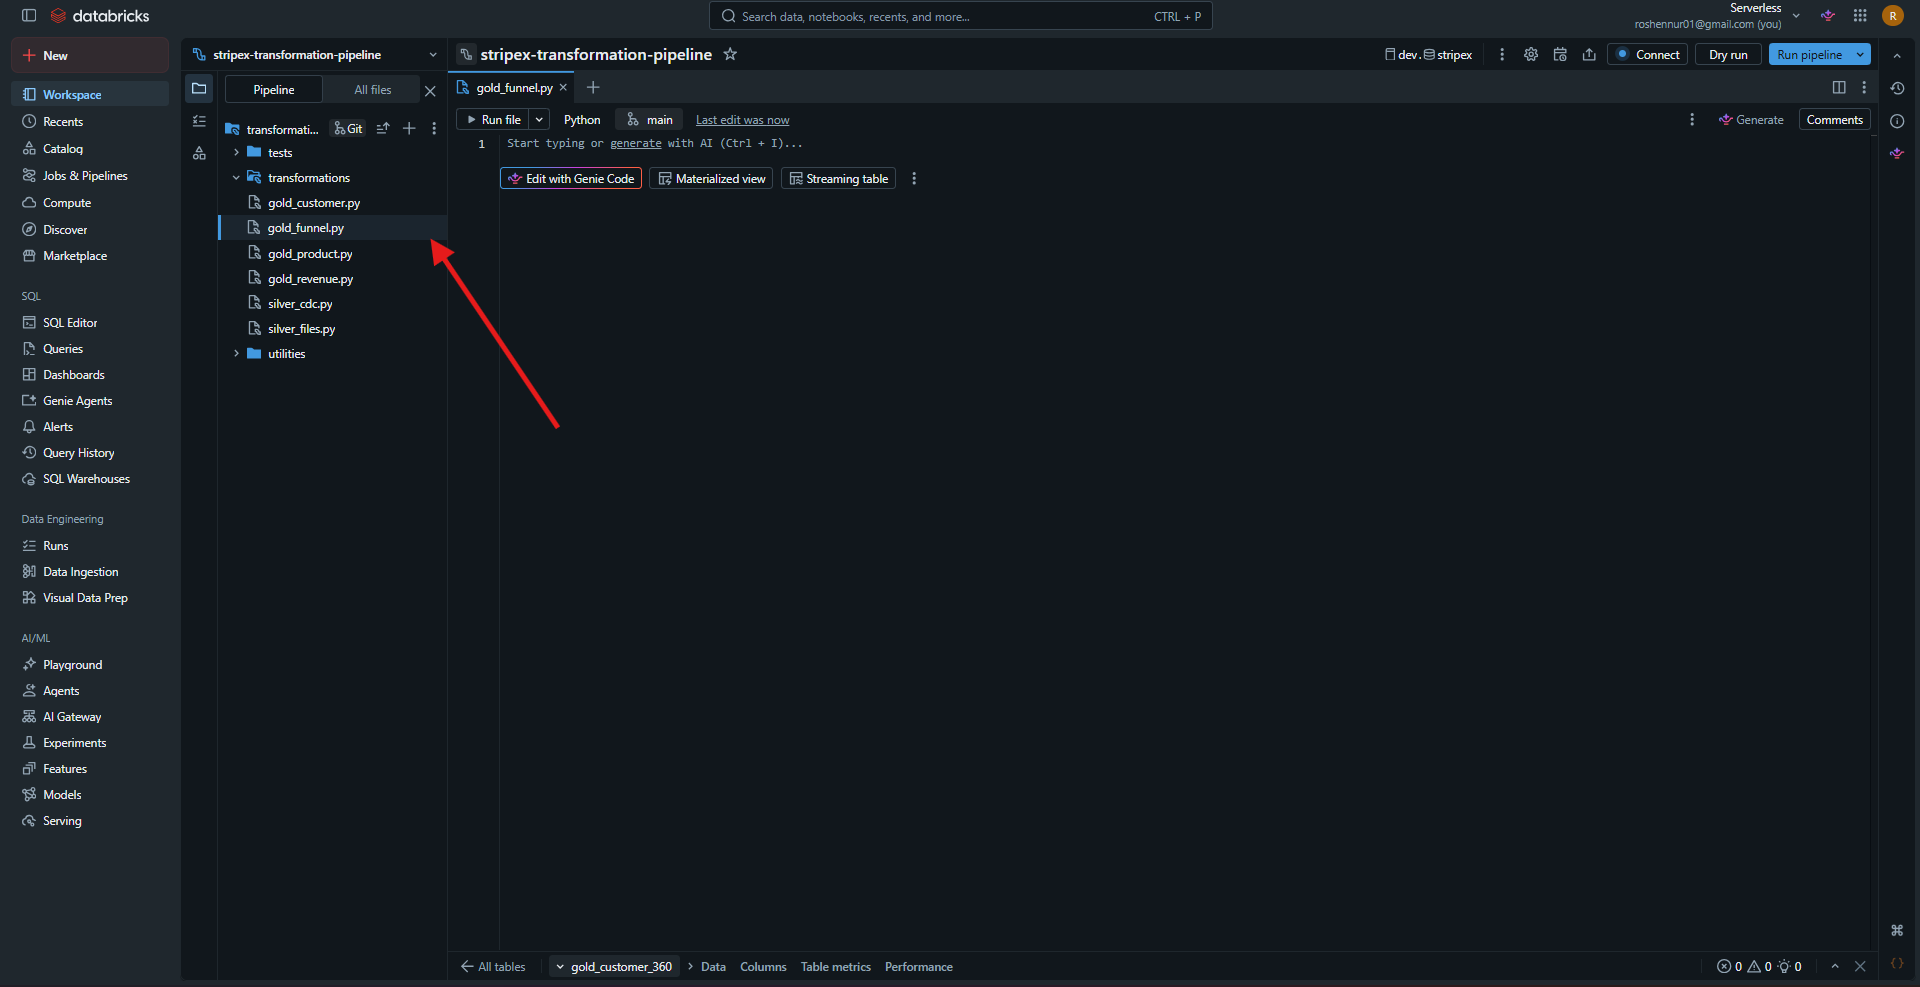 databricks
Search data, notebooks, recents, and more...
CTRL + P
Serverless
roshennur01@gmail.com (you)
R
New
Workspace
Recents
Catalog
Jobs & Pipelines
Compute
Discover
Marketplace
SQL
SQL Editor
Queries
Dashboards
Genie Agents
Alerts
Query History
SQL Warehouses
Data Engineering
Runs
Data Ingestion
Visual Data Prep
AI/ML
Playground
Agents
AI Gateway
Experiments
Features
Models
Serving
stripex-transformation-pipeline
Pipeline
All files
transformati...
Git
tests
transformations
gold_customer.py
gold_funnel.py
gold_product.py
gold_revenue.py
silver_cdc.py
silver_files.py
utilities
stripex-transformation-pipeline
dev. stripex
Connect
Dry run
Run pipeline
gold_funnel.py
Run file
Python
main
Last edit was now
Generate
Comments
1 Start typing or generate with AI (Ctrl + I)...
Edit with Genie Code
Materialized view
Streaming table
All tables
gold_customer_360
Data
Columns
Table metrics
Performance
0 0 0